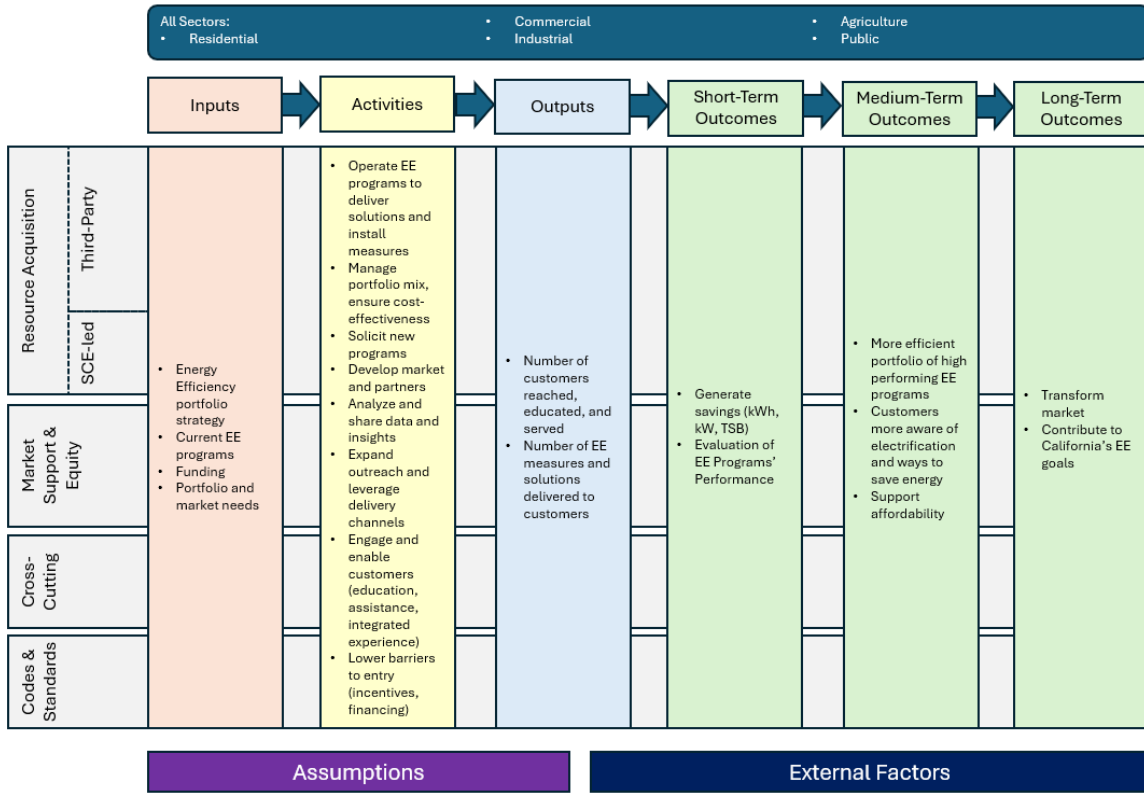 All Sectors:
• Residential
• Commercial
• Industrial
• Agriculture
• Public
Inputs
Activities
Outputs
Short-Term
Outcomes
Medium-Term
Outcomes
Long-Term
Outcomes
Resource Acquisition
Third-Party
SCE-led
Market
Support &
Equity
Cross-
Cutting
Codes &
Standards
• Energy
Efficiency
portfolio
strategy
• Current EE
programs
• Funding
• Portfolio and
market needs
• Operate EE
programs to
deliver
solutions and
install
measures
• Manage
portfolio mix,
ensure cost-
effectiveness
• Solicit new
programs
• Develop market
and partners
• Analyze and
share data and
insights
• Expand
outreach and
leverage
delivery
channels
• Engage and
enable
customers
(education,
assistance,
integrated
experience)
• Lower barriers
to entry
(incentives,
financing)
• Number of
customers
reached,
educated, and
served
• Number of EE
measures and
solutions
delivered to
customers
• Generate
savings (kWh,
kW, TSB)
• Evaluation of
EE Programs’
Performance
• More efficient
portfolio of high
performing EE
programs
• Customers
more aware of
electrification
and ways to
save energy
• Support
affordability
• Transform
market
• Contribute to
California’s EE
goals
Assumptions
External Factors